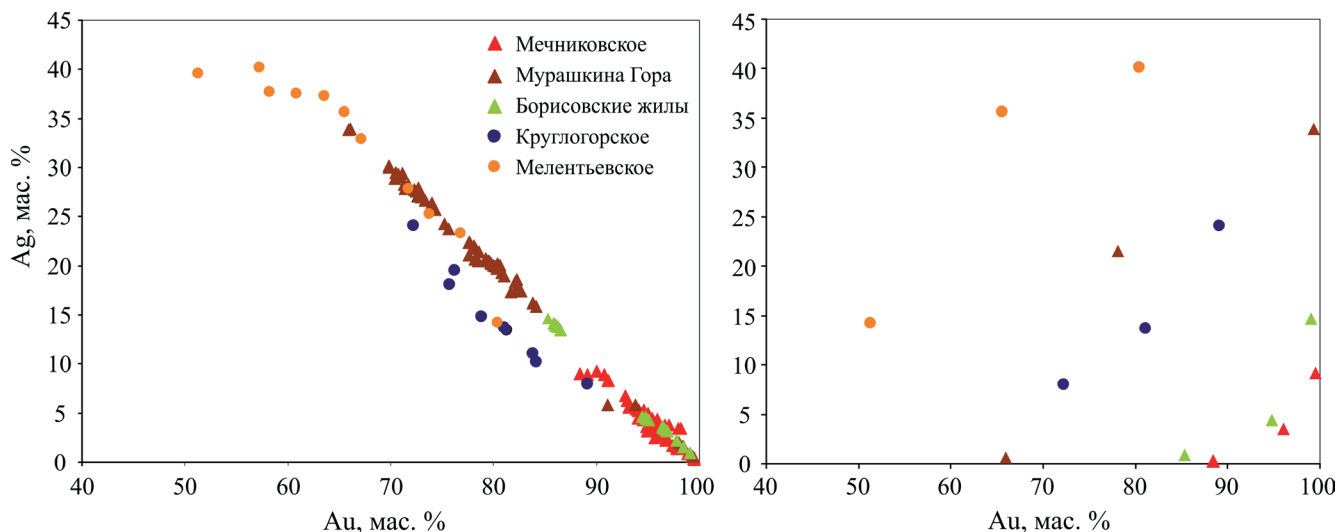 45
40
35
30
25
20
15
10
5
0
Ag, мас. %
40 50 60 70 80 90 100
Au, мас. %
Мечниковское
Мурашкина Гора
Борисовские жилы
Круглогорское
Мелентьевское
45
40
35
30
25
20
15
10
5
0
40 50 60 70 80 90 100
Au, мас. %